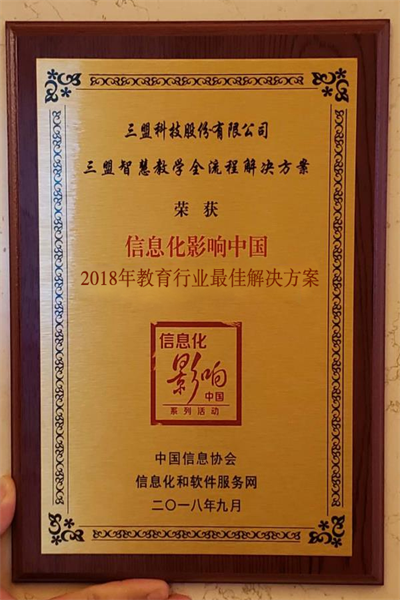 三盟科技股份有限公司
三盟智慧教学全流程解决方案
荣获
信息化影响中国
2018年教育行业最佳解决方案
信息化
影响
中国
系列活动
中国信息协会
信息化和软件服务网
二〇一八年九月